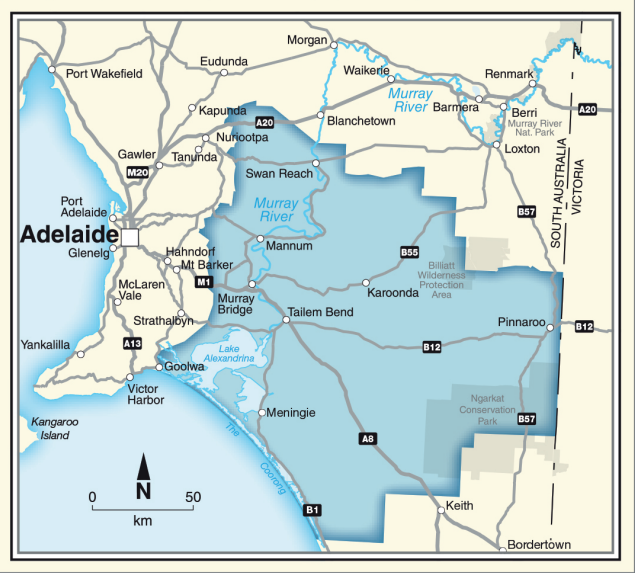 Morgan
Eudunda
Waikerie
Renmark
Port Wakefield
Murray
River
Barmera
Berri
A20
Kapunda
Blanchetown
A20
Murray River
Nat. Park
Nuriootpa
Loxton
Gawler
Tanunda
M20
Swan Reach
SOUTH AUSTRALIA
VICTORIA
Port
Adelaide
Murray
River
B57
Adelaide
Glenelg
Hahndorf
Mt Barker
Mannum
B55
Billiatt
Wilderness
Protection
Area
M1
McLaren
Vale
Murray
Bridge
Karoonda
Strathalbyn
Tailem Bend
Pinnaroo
B12
Yankalilla
A13
Lake
Alexandrina
B12
Goolwa
Victor
Harbor
Meningie
Ngarkat
Conservation
Park
B57
Kangaroo
Island
The
Coorong
A8
N
0
50
km
B1
Keith
Bordertown